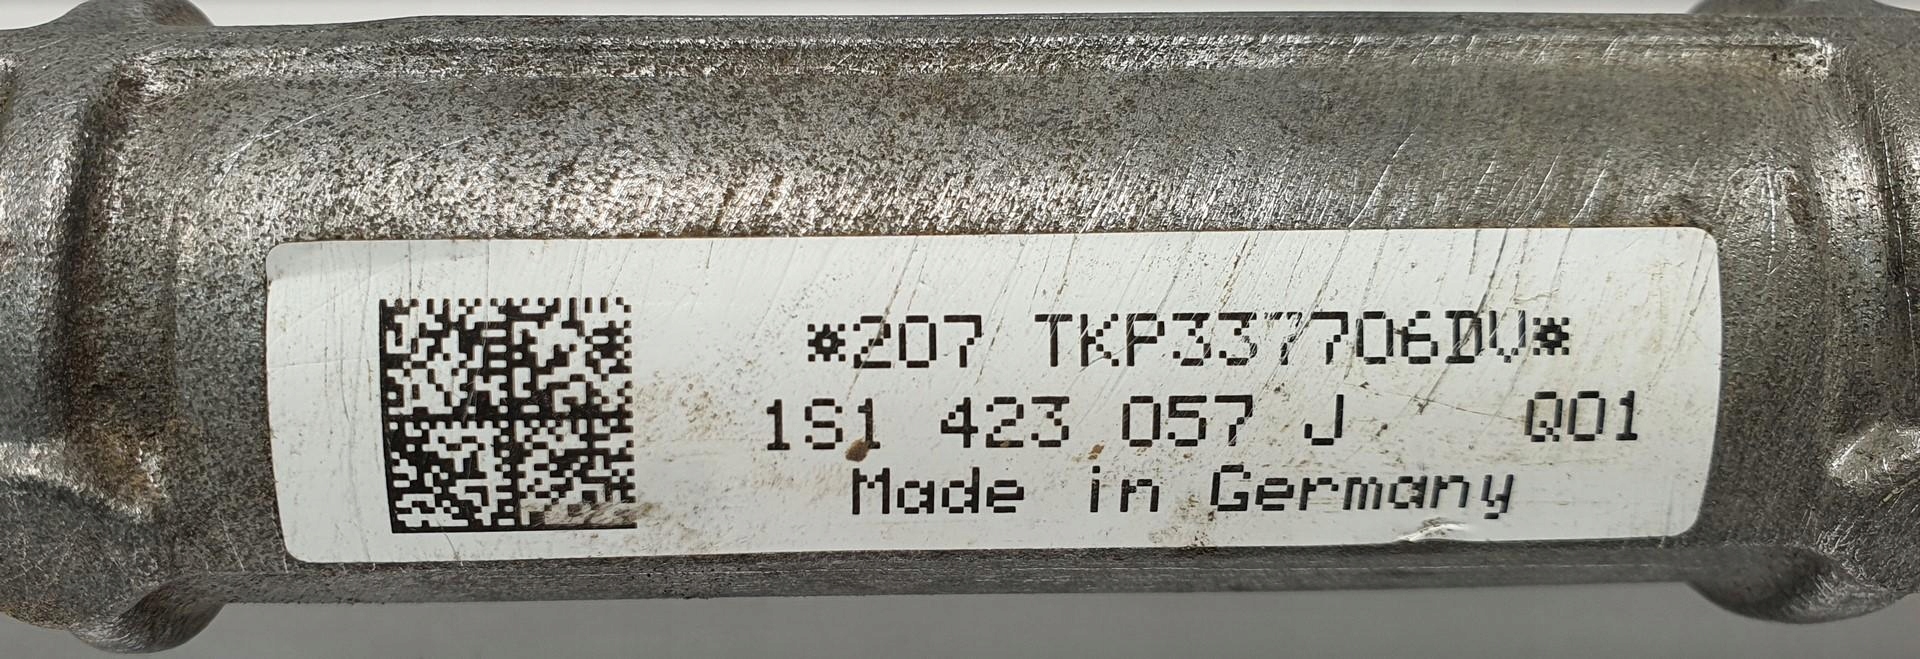 *207 TKP337706DV*
1S1 423 057 J Q01
Made in Germany